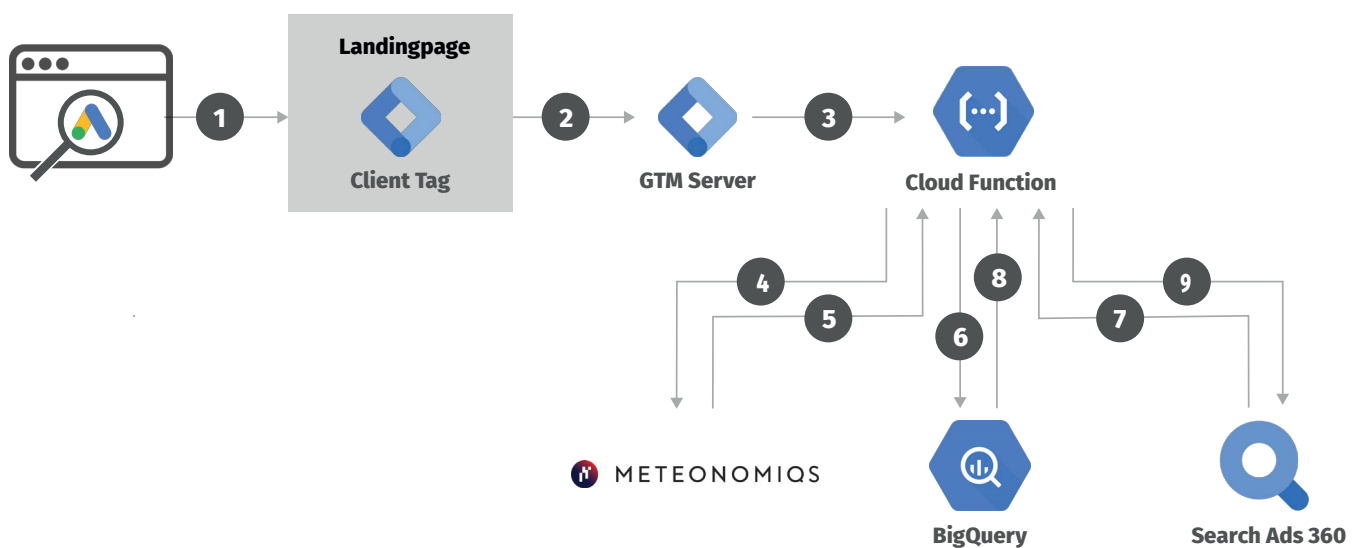 Landingpage
1
2
3
Client Tag
GTM Server
Cloud Function
4
5
6
8
7
9
METEONOMIQS
BigQuery
Search Ads 360